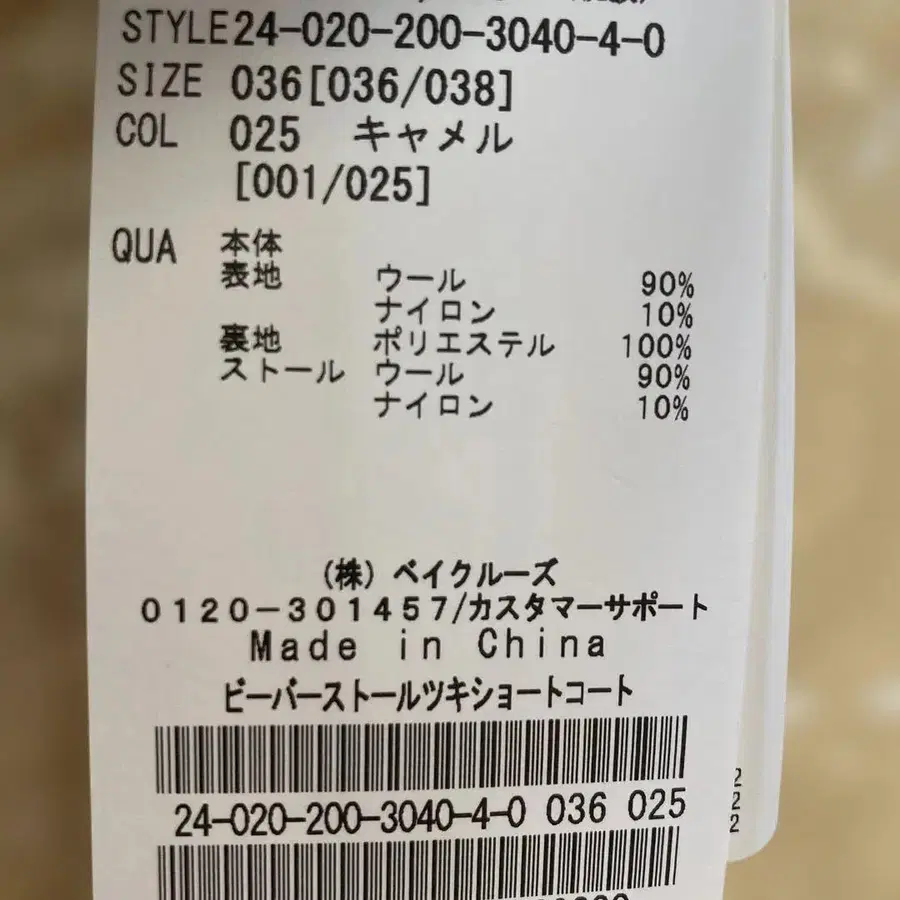 STYLE24-020-200-3040-4-0
SIZE 036[036/038]
COL 025 キャメル
[001/025]
QUA 本体
表地 ウール 90%
ナイロン 10%
裏地 ポリエステル 100%
ストール ウール 90%
ナイロン 10%
(株) ベイクルーズ
0120-301457/カスタマーサポート
Made in China
ビーバーストールツキショートコート
24-020-200-3040-4-0 036 025
2
2
2